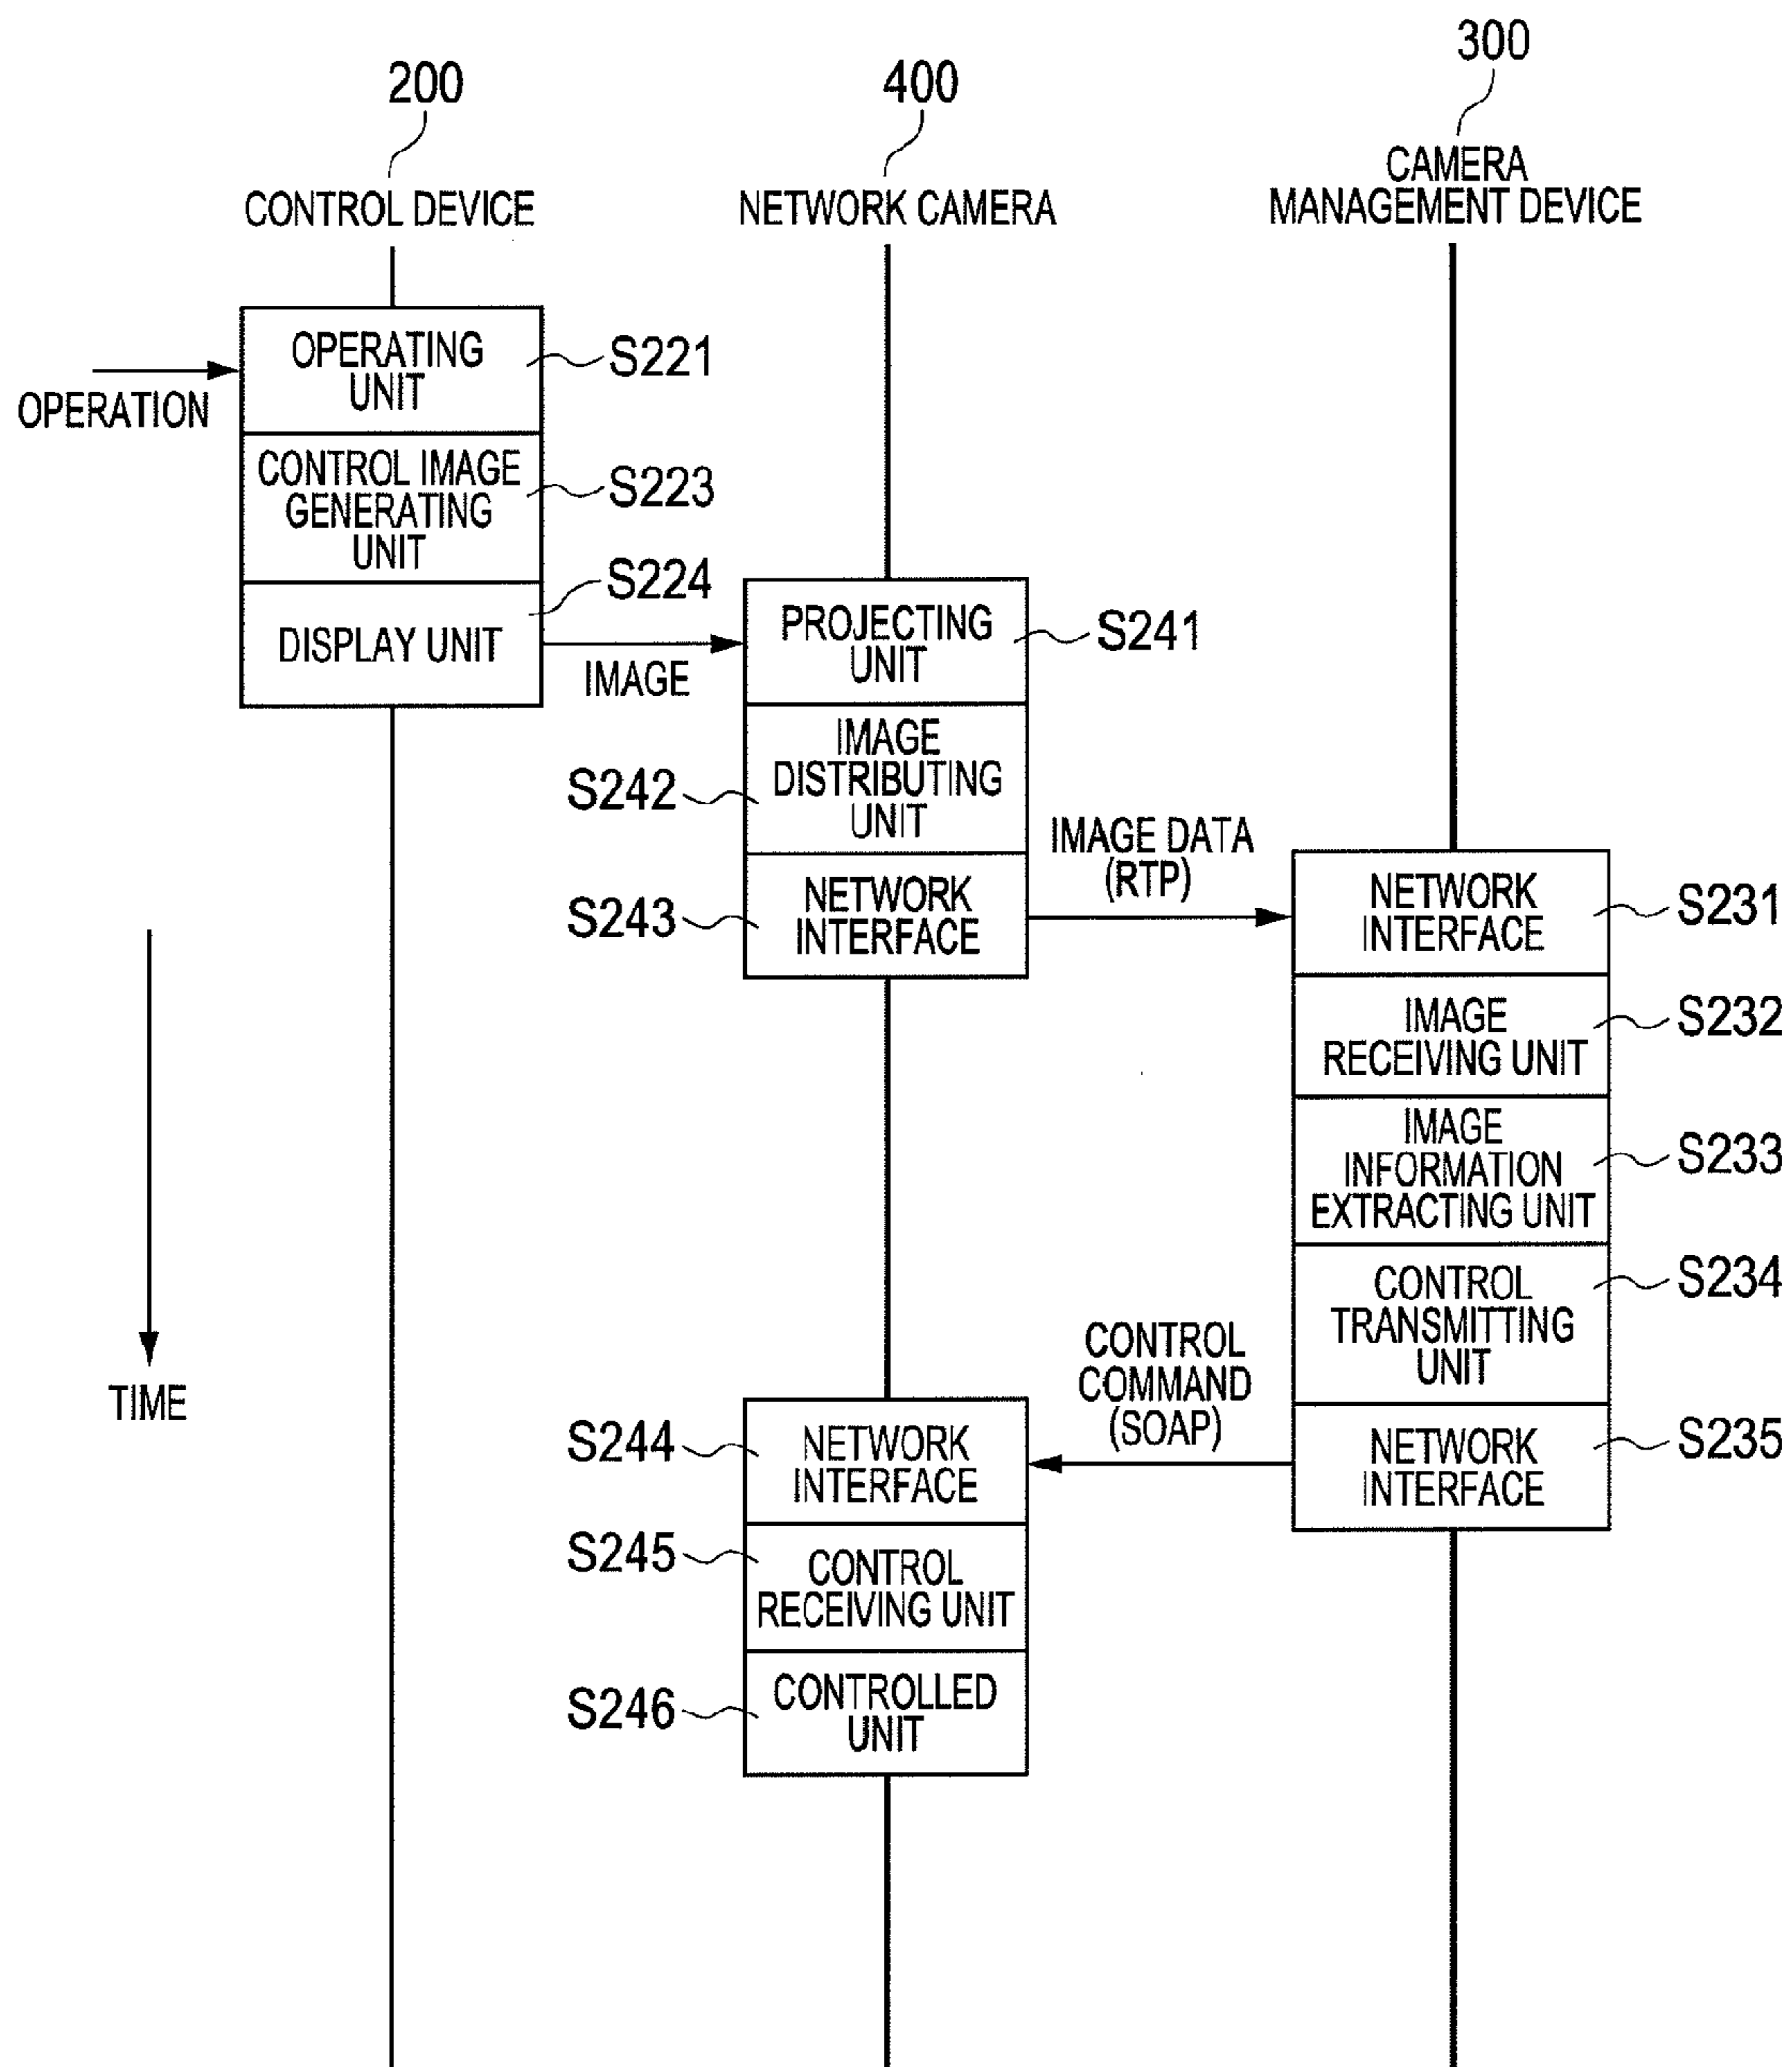 200
400
300
CONTROL DEVICE
NETWORK CAMERA
CAMERA
MANAGEMENT DEVICE
OPERATION
OPERATING
UNIT
S221
CONTROL IMAGE
GENERATING
UNIT
S223
DISPLAY UNIT
S224
IMAGE
PROJECTING
UNIT
S241
IMAGE
DISTRIBUTING
UNIT
S242
NETWORK
INTERFACE
S243
IMAGE DATA
(RTP)
NETWORK
INTERFACE
S231
IMAGE
RECEIVING UNIT
S232
IMAGE
INFORMATION
EXTRACTING UNIT
S233
CONTROL
TRANSMITTING
UNIT
S234
NETWORK
INTERFACE
S235
CONTROL
COMMAND
(SOAP)
TIME
S244
NETWORK
INTERFACE
S245
CONTROL
RECEIVING UNIT
S246
CONTROLLED
UNIT